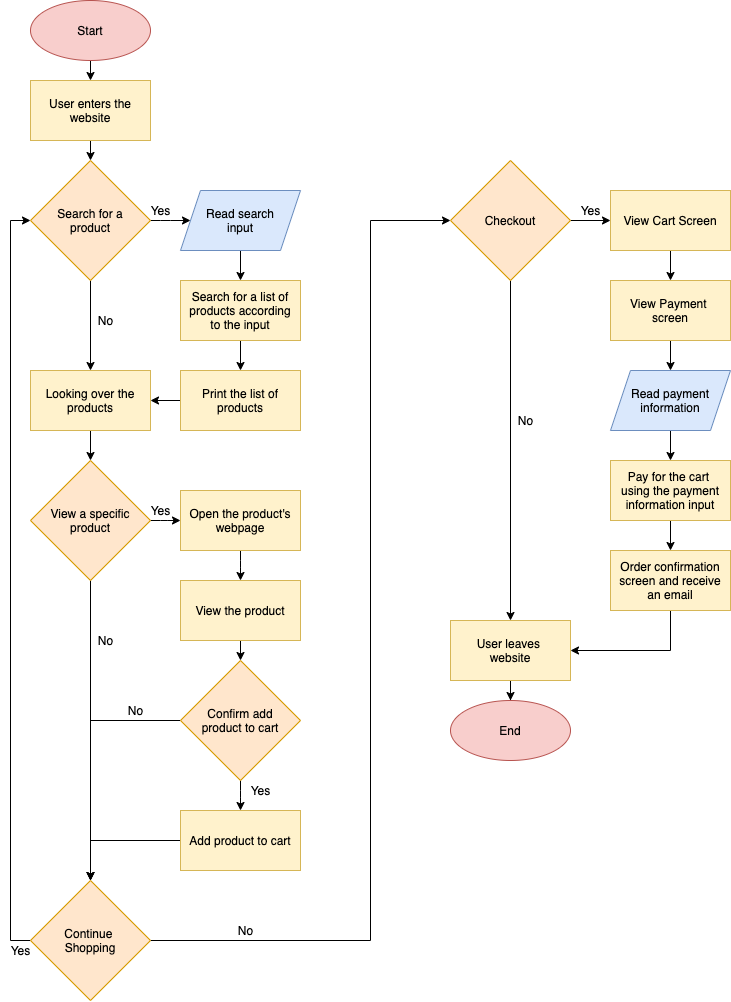 Start
User enters the
website
Search for a
product
Yes
Read search
input
No
Search for a list of
products according
to the input
Looking over the
products
Print the list of
products
View a specific
product
Yes
Open the product's
webpage
View the product
No
Confirm add
product to cart
No
Yes
Add product to cart
Continue
Shopping
Yes
No
Checkout
Yes
View Cart Screen
View Payment
screen
Read payment
information
No
Pay for the cart
using the payment
information input
Order confirmation
screen and receive
an email
User leaves
website
End